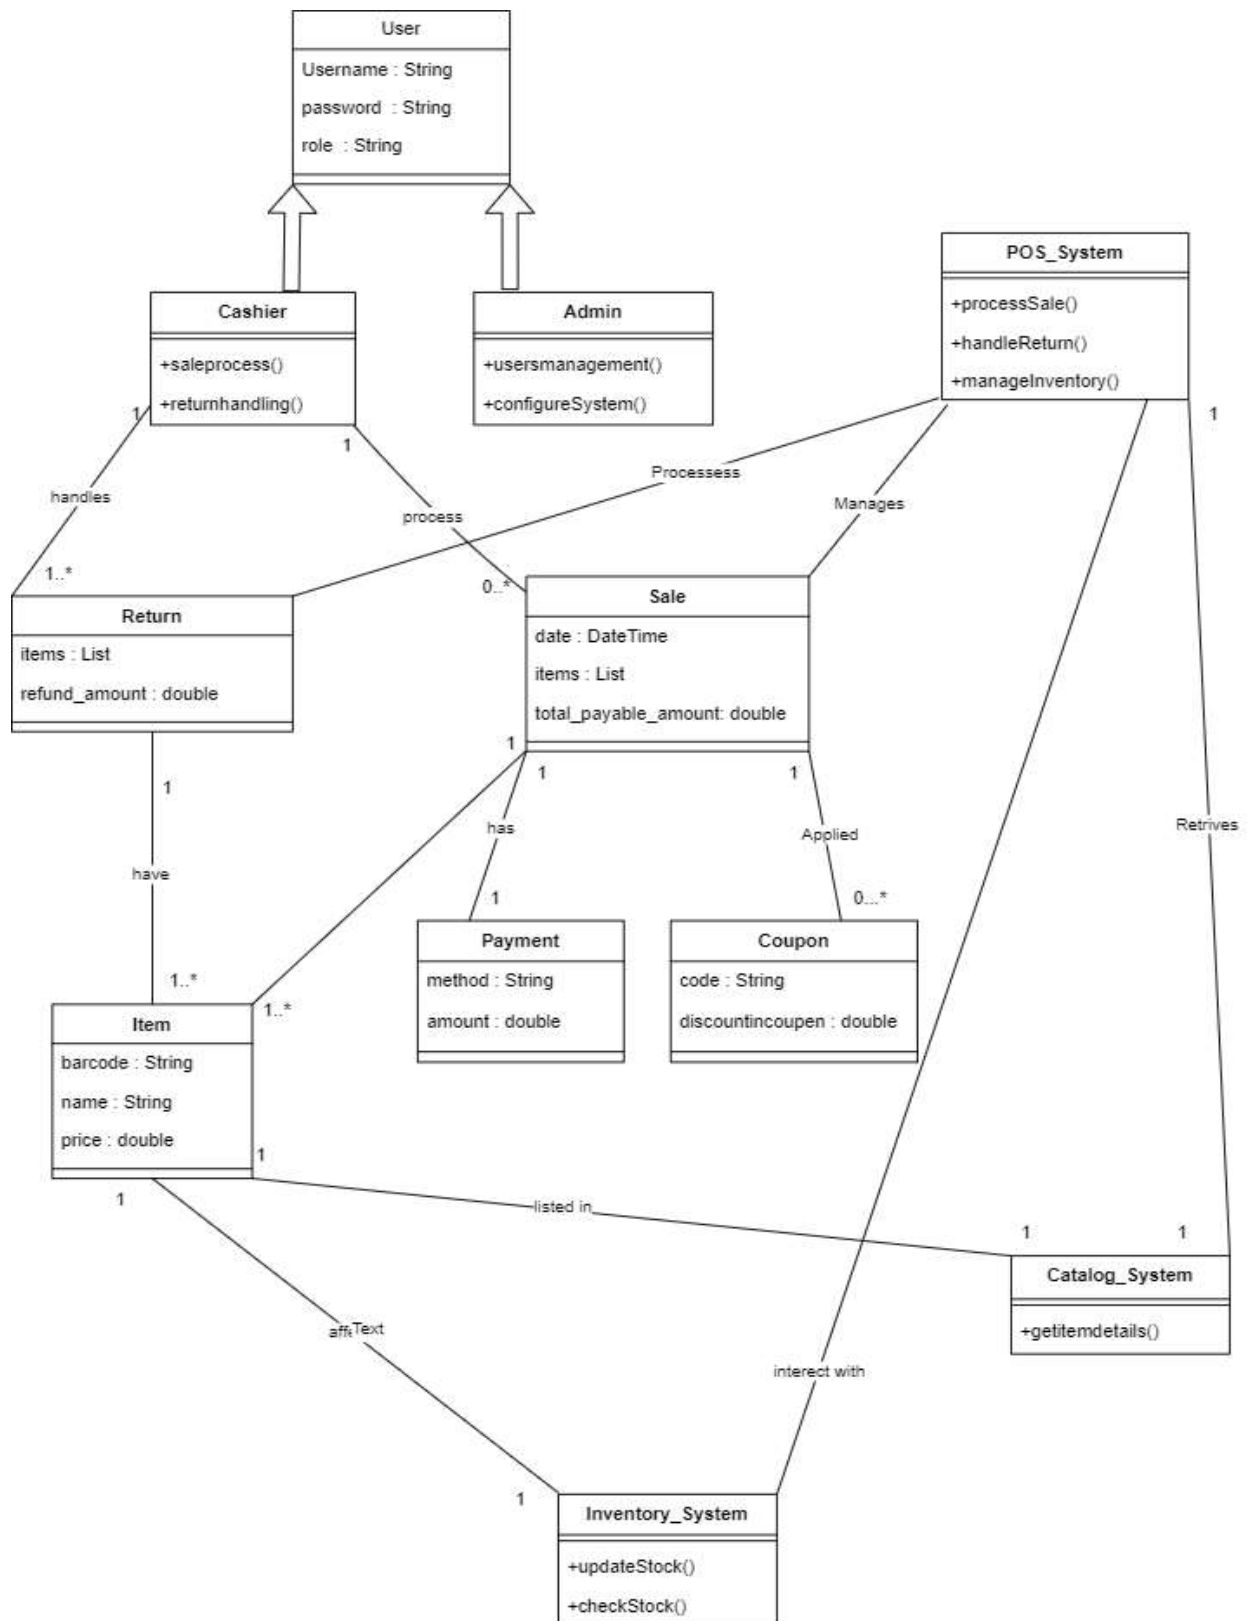 User
Username : String
password : String
role : String
POS_System
+processSale()
+handleReturn()
+manageInventory()
Cashier
+saleprocess()
+returnhandling()
Admin
+usersmanagement()
+configureSystem()
1
1
1
Processess
handles
process
Manages
1..*
0..*
Return
items : List
refund_amount : double
Sale
date : DateTime
items : List
total_payable_amount: double
1
1
1
1
has
Applied
Retrives
have
1
0...*
Payment
method : String
amount : double
Coupon
code : String
discountincoupen : double
1..*
1..*
Item
barcode : String
name : String
price : double
1
1
listed in
1
1
Catalog_System
+getitemdetails()
Text
interect with
1
Inventory_System
+updateStock()
+checkStock()